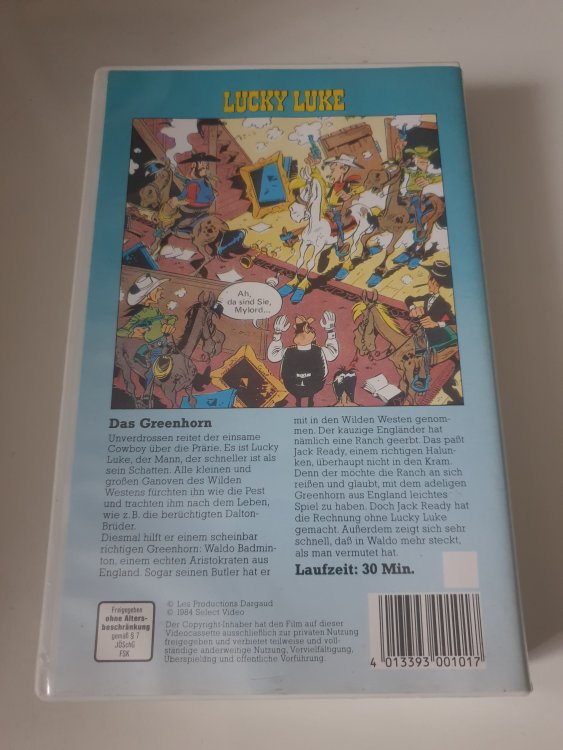 LUCKY LUKE
Ah,
da sind Sie,
Mylord...
Das Greenhorn
Unverdrossen reitet der einsame
Cowboy über die Prärie. Es ist Lucky
Luke, der Mann, der schneller ist als
sein Schatten. Alle kleinen und
großen Ganoven des Wilden
Westens fürchten ihn wie die Pest
und trachten ihm nach dem Leben,
wie z.B. die berüchtigten Dalton-
Brüder.
Diesmal hilft er einem scheinbar
richtigen Greenhorn: Waldo Badmin-
ton, einem echten Aristokraten aus
England. Sogar seinen Butler hat er
mit in den Wilden Westen genom-
men. Der kauzige Engländer hat
nämlich eine Ranch geerbt. Das paßt
Jack Ready, einem richtigen Halun-
ken, überhaupt nicht in den Kram.
Denn der möchte die Ranch an sich
reißen und glaubt, mit dem adeligen
Greenhorn aus England leichtes
Spiel zu haben. Doch Jack Ready hat
die Rechnung ohne Lucky Luke
gemacht. Außerdem zeigt sich sehr
schnell, daß in Waldo mehr steckt,
als man vermutet hat.
Laufzeit: 30 Min.
Freigegeben
ohne Alters-
beschränkung
gemäß § 7
JÖSchG
FSK
© Les Productions Dargaud
© 1984 Select Video
Der Copyright-Inhaber hat den Film auf dieser
Videocassette ausschließlich zur privaten Nutzung
freigegeben und verbietet teilweise und voll-
ständige anderweitige Nutzung, Vorvielfältigung,
Überspieldng und öffentliche Vorführung.
4 013393 001017